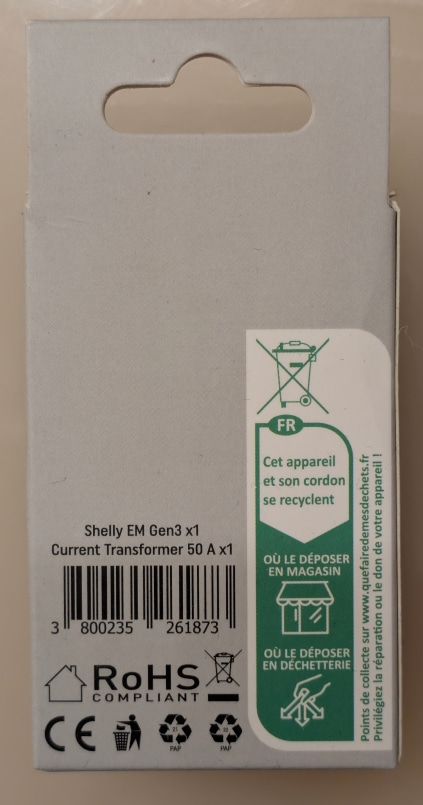 Shelly EM Gen3 x1
Current Transformer 50 A x1
3 800235 261873
RoHS
COMPLIANT
CE
21
PAP
PAP
FR
Cet appareil
et son cordon
se recyclent
OÙ LE DÉPOSER
EN MAGASIN
OÙ LE DÉPOSER
EN DÉCHETTERIE
Points de collecte sur www.quefairedemesdechets.fr
Privilégiez la réparation ou le don de votre appareil !